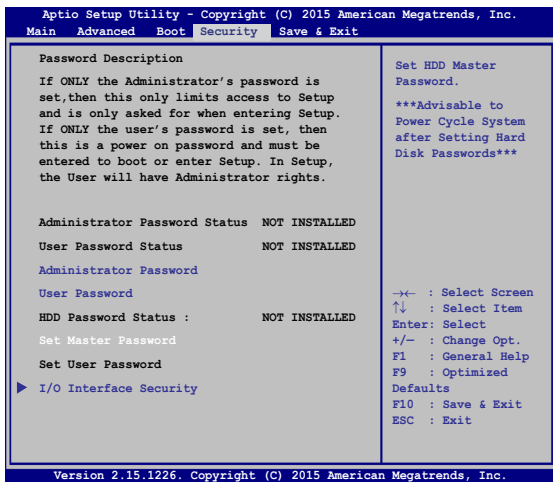 Aptio Setup Utility - Copyright (C) 2015 American Megatrends, Inc.
Main Advanced Boot Security Save & Exit
Password Description
If ONLY the Administrator's password is
set,then this only limits access to Setup
and is only asked for when entering Setup.
If ONLY the user's password is set, then
this is a power on password and must be
entered to boot or enter Setup. In Setup,
the User will have Administrator rights.
Administrator Password Status NOT INSTALLED
User Password Status NOT INSTALLED
Administrator Password
User Password
HDD Password Status : NOT INSTALLED
Set Master Password
Set User Password
I/O Interface Security
Set HDD Master
Password.
***Advisable to
Power Cycle System
after Setting Hard
Disk Passwords***
→← : Select Screen
↑↓ : Select Item
Enter: Select
+/— : Change Opt.
F1 : General Help
F9 : Optimized
Defaults
F10 : Save & Exit
ESC : Exit
Version 2.15.1226. Copyright (C) 2015 American Megatrends, Inc.